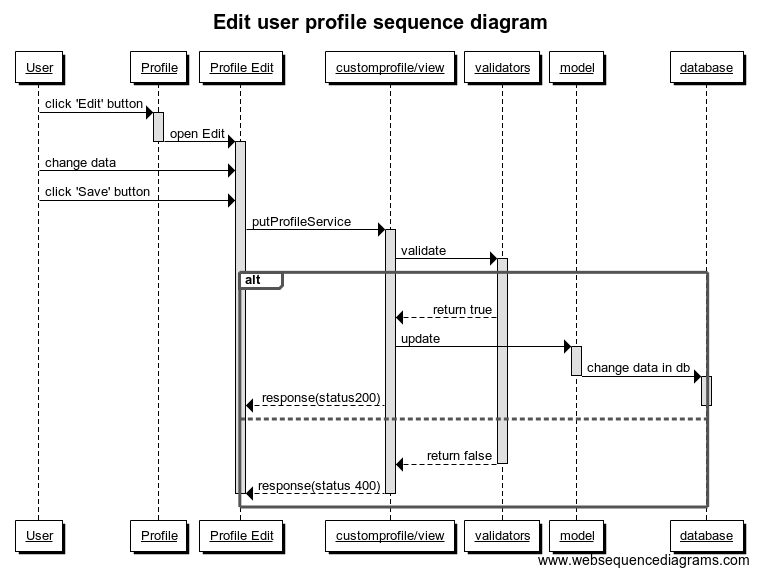 Edit user profile sequence diagram
User Profile Profile Edit customprofile/view validators model database
click 'Edit' button
open Edit
change data
click 'Save' button
putProfileService
validate
alt
return true
update
change data in db
response(status200)
return false
response(status 400)
User Profile Profile Edit customprofile/view validators model database
www.websequencediagrams.com